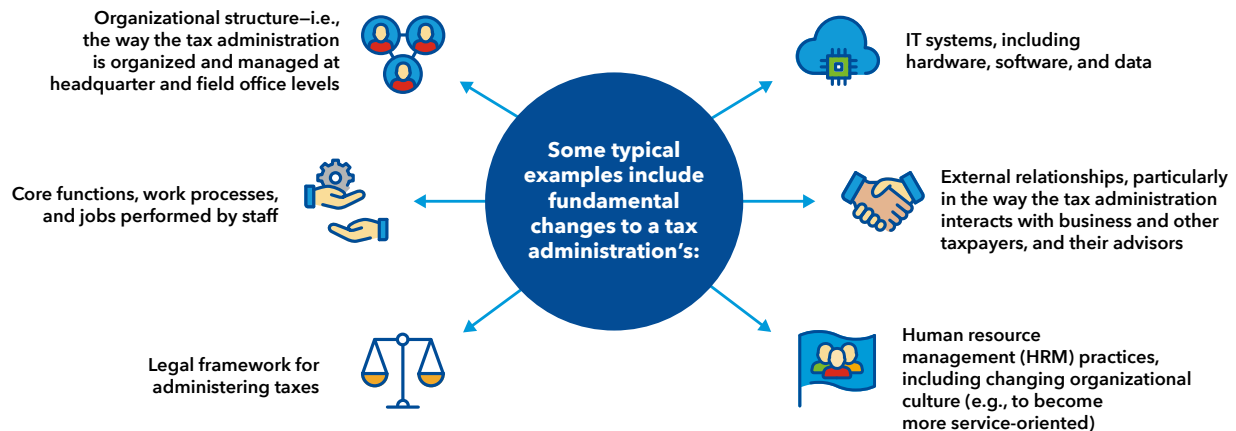 Organizational structure—i.e.,
the way the tax administration
is organized and managed at
headquarter and field office levels
IT systems, including
hardware, software, and data
Some typical
examples include
fundamental
changes to a tax
administration's:
Core functions, work processes,
and jobs performed by staff
External relationships, particularly
in the way the tax administration
interacts with business and other
taxpayers, and their advisors
Legal framework for
administering taxes
Human resource
management (HRM) practices,
including changing organizational
culture (e.g., to become
more service-oriented)